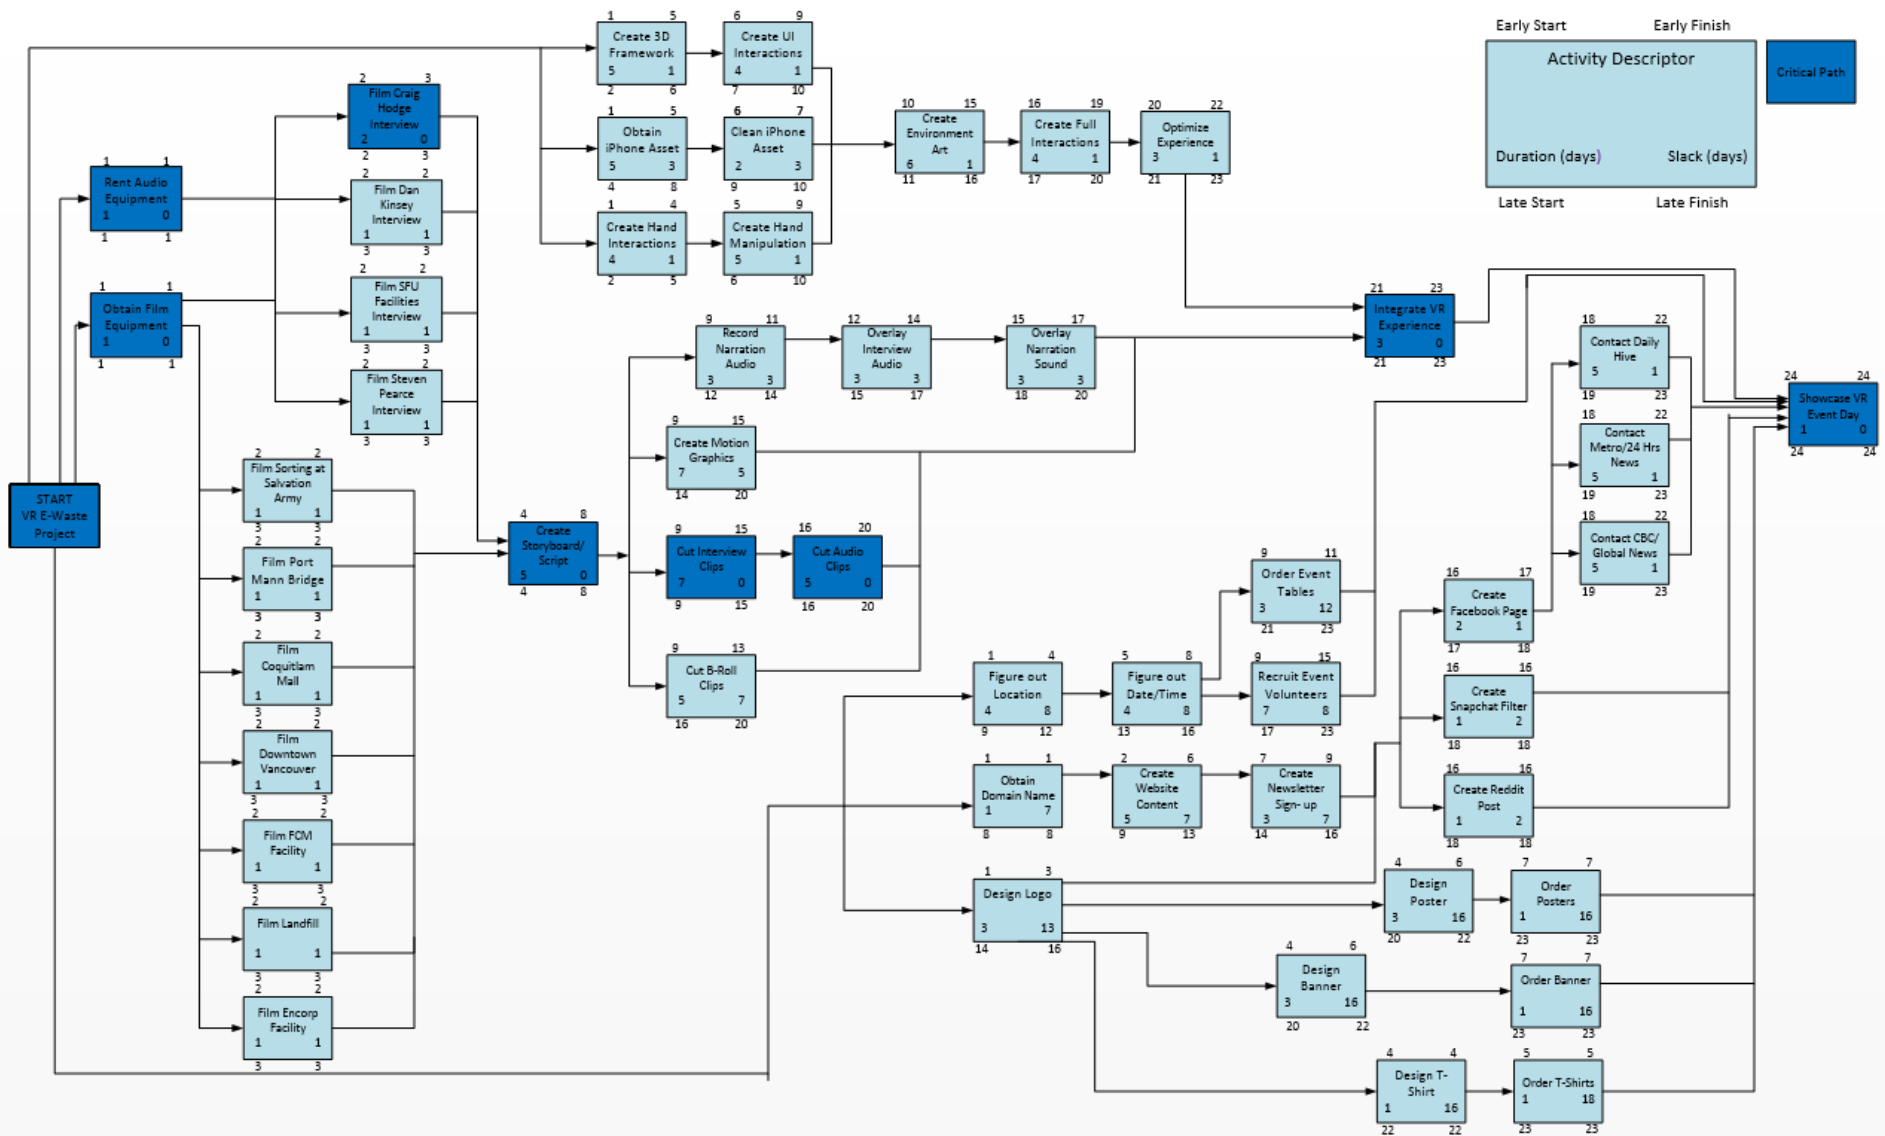 Early Start Early Finish
Activity Descriptor
Duration (days) Slack (days)
Late Start Late Finish
Critical Path
START
VR E-Waste
Project
1 1
Rent Audio
Equipment
1 0
1 1
1 1
Obtain Film
Equipment
1 0
1 1
2 3
Film Craig
Hodge
Interview
2 0
2 3
2 2
Film Dan
Kinsey
Interview
1 1
3 3
2 2
Film SFU
Facilities
Interview
1 1
3 3
2 2
Film Steven
Pearce
Interview
1 1
3 3
2 2
Film Sorting at
Salvation
Army
1 1
3 3
2 2
Film Port
Mann Bridge
1 1
3 3
2 2
Film
Coquitlam
Mall
1 1
3 3
2 2
Film
Downtown
Vancouver
1 1
3 3
2 2
Film FCM
Facility
1 1
3 3
2 2
Film Landfill
1 1
3 3
2 2
Film Encorp
Facility
1 1
3 3
4 8
Create
Storyboard/
Script
5 0
4 8
1 5
Create 3D
Framework
5 1
2 6
6 9
Create UI
Interactions
4 1
7 10
1 5
Obtain
iPhone Asset
5 3
4 8
6 7
Clean iPhone
Asset
2 3
9 10
1 4
Create Hand
Interactions
4 1
2 5
5 9
Create Hand
Manipulation
5 1
6 10
10 15
Create
Environment
Art
6 1
11 16
16 19
Create Full
Interactions
4 1
17 20
20 22
Optimize
Experience
3 1
21 23
9 11
Record
Narration
Audio
3 3
12 14
12 14
Overlay
Interview
Audio
3 3
15 17
15 17
Overlay
Narration
Sound
3 3
18 20
9 15
Create Motion
Graphics
7 5
14 20
9 15
Cut Interview
Clips
7 0
9 15
16 20
Cut Audio
Clips
5 0
16 20
9 13
Cut B-Roll
Clips
5 7
16 20
21 23
Integrate VR
Experience
3 0
21 23
1 4
Figure out
Location
4 8
9 12
5 8
Figure out
Date/Time
4 8
13 16
9 11
Order Event
Tables
3 12
21 23
9 15
Recruit Event
Volunteers
7 8
17 23
1 1
Obtain
Domain Name
1 7
8 8
2 6
Create
Website
Content
5 7
9 13
7 9
Create
Newsletter
Sign- up
3 7
14 16
1 3
Design Logo
3 13
14 16
16 17
Create
Facebook Page
2 1
17 18
16 16
Create
Snapchat Filter
1 2
18 18
16 16
Create Reddit
Post
1 2
18 18
18 22
Contact Daily
Hive
5 1
19 23
18 22
Contact
Metro/24 Hrs
News
5 1
19 23
18 22
Contact CBC/
Global News
5 1
19 23
4 6
Design
Poster
3 16
20 22
7 7
Order
Posters
1 16
23 23
4 6
Design
Banner
3 16
20 22
7 7
Order Banner
1 16
23 23
4 4
Design T-
Shirt
1 16
22 22
5 5
Order T-Shirts
1 18
23 23
24 24
Showcase VR
Event Day
1 0
24 24